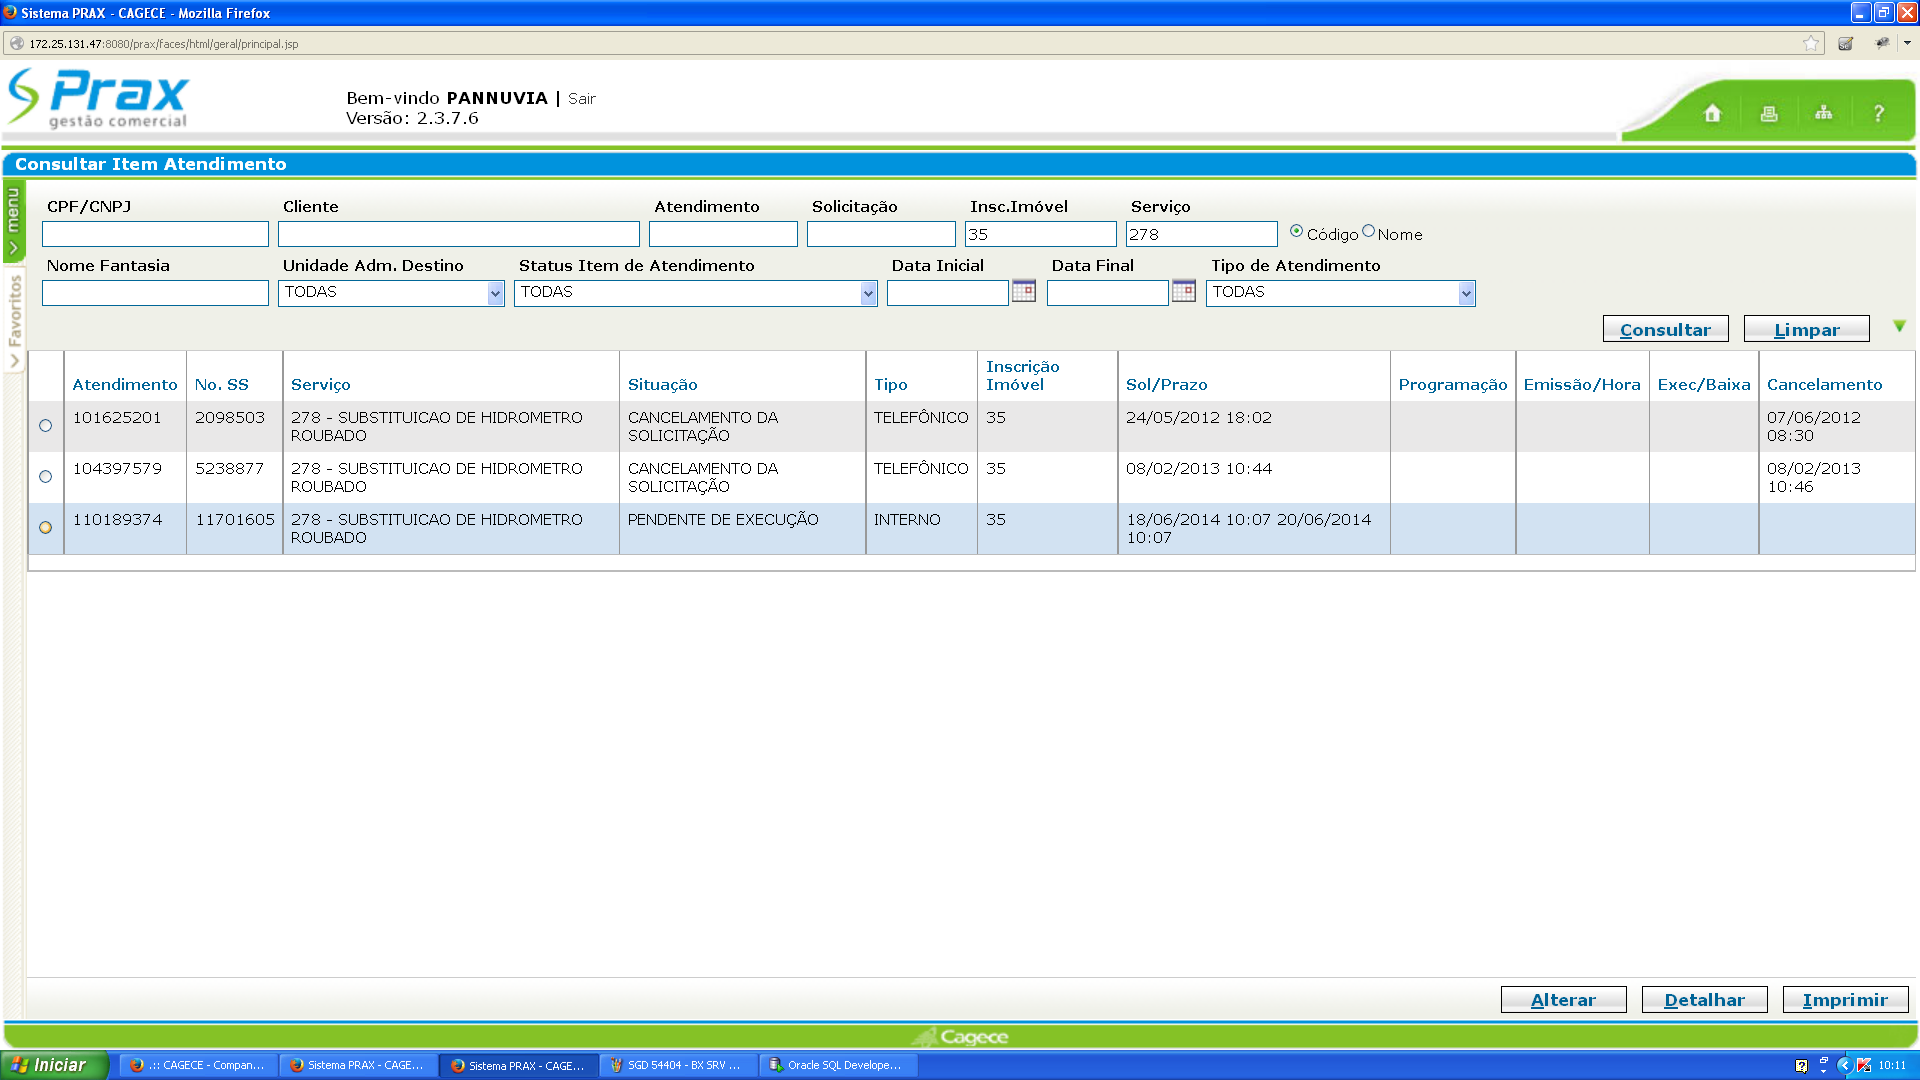 Sistema PRAX - CAGECE - Mozilla Firefox
172.25.131.47:8080/prax/faces/html/geral/principal.jsp
Prax
gestão comercial
Bem-vindo PANNUVIA | Sair
Versão: 2.3.7.6
?
Consultar Item Atendimento
menu
Favoritos
CPF/CNPJ Cliente Atendimento Solicitação Insc.Imóvel Serviço
35 278 Código Nome
Nome Fantasia Unidade Adm. Destino Status Item de Atendimento Data Inicial Data Final Tipo de Atendimento
TODAS TODAS TODAS
Consultar Limpar
Atendimento No. SS Serviço Situação Tipo Inscrição Imóvel Sol/Prazo Programação Emissão/Hora Exec/Baixa Cancelamento
101625201 2098503 278 - SUBSTITUICAO DE HIDROMETRO CANCELAMENTO DA TELEFÔNICO 35 24/05/2012 18:02 07/06/2012
ROUBADO SOLICITAÇÃO 08:30
104397579 5238877 278 - SUBSTITUICAO DE HIDROMETRO CANCELAMENTO DA TELEFÔNICO 35 08/02/2013 10:44 08/02/2013
ROUBADO SOLICITAÇÃO 10:46
110189374 11701605 278 - SUBSTITUICAO DE HIDROMETRO PENDENTE DE EXECUÇÃO INTERNO 35 18/06/2014 10:07 20/06/2014
ROUBADO 10:07
Alterar Detalhar Imprimir
Cagece
Iniciar .:: CAGECE - Compan... Sistema PRAX - CAGE... Sistema PRAX - CAGE... SGD 54404 - BX SRV ... Oracle SQL Develope... 10:11